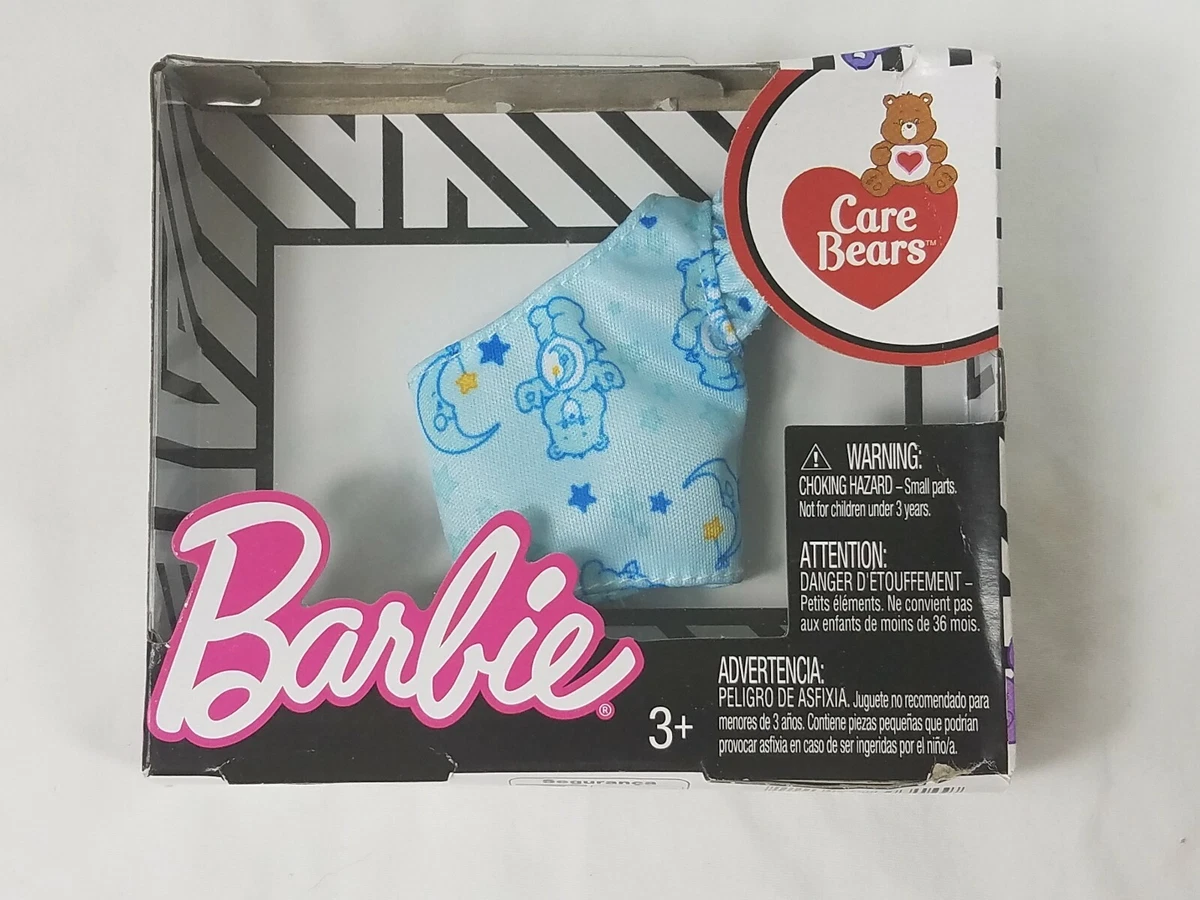 Care
Bears™
⚠ WARNING:
CHOKING HAZARD – Small parts.
Not for children under 3 years.
ATTENTION:
DANGER D'ÉTOUFFEMENT –
Petits éléments. Ne convient pas
aux enfants de moins de 36 mois.
Barbie®
3+
ADVERTENCIA:
PELIGRO DE ASFIXIA. Juguete no recomendado para
menores de 3 años. Contiene piezas pequeñas que podrían
provocar asfixia en caso de ser ingeridas por el niño/a.
Segurança